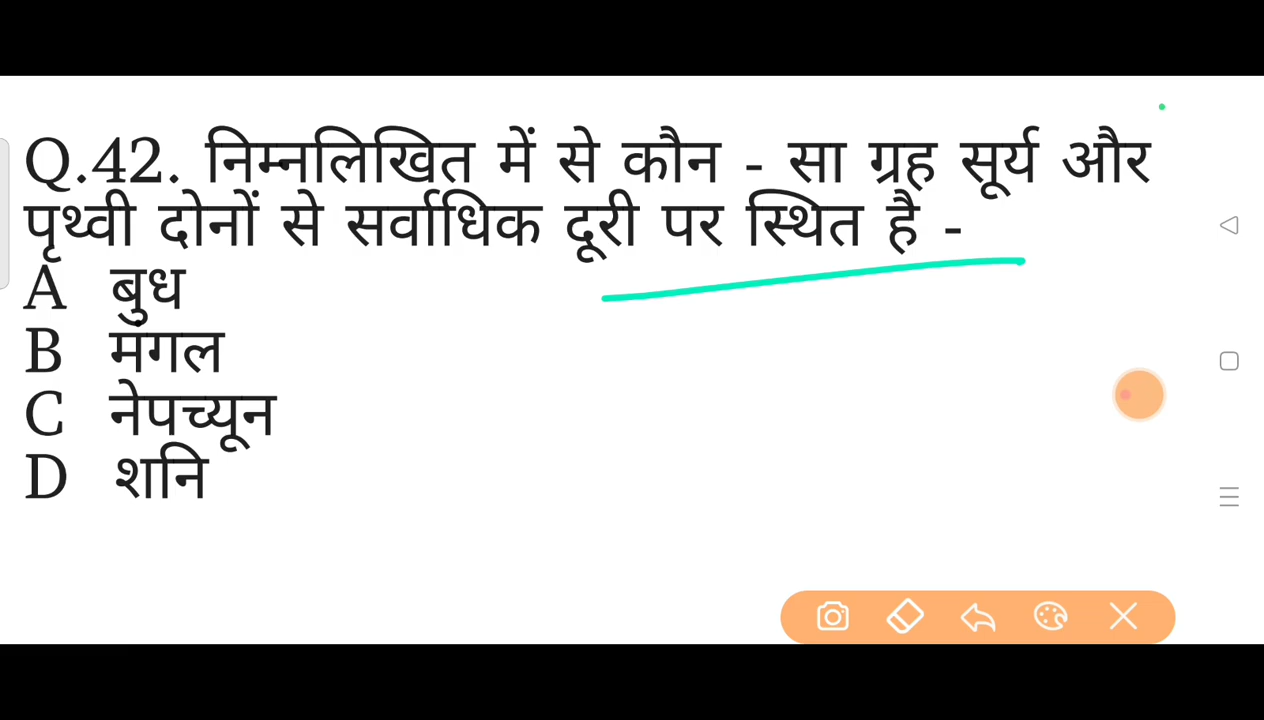 Q.42. निम्नलिखित में से कौन - सा ग्रह सूर्य और
पृथ्वी दोनों से सर्वाधिक दूरी पर स्थित है -
A बुध
B मंगल
C नेपच्यून
D शनि